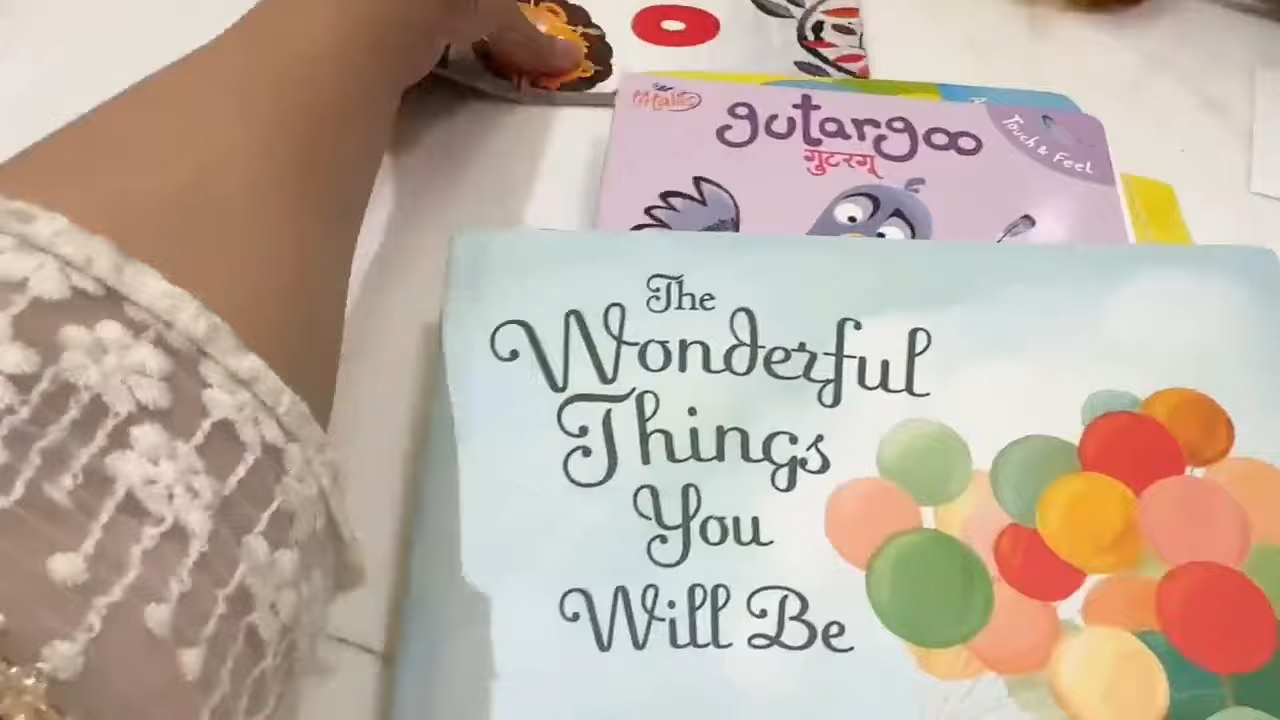 gutargoo
गुटरगू
Touch & Feel
The
Wonderful
Things
You
Will Be